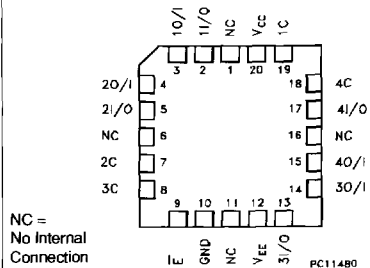 1O/I
1I/O
NC
VCC
1C
3
2
1
20
19
2O/I
4
18
4C
2I/O
5
17
4I/O
NC
6
16
NC
2C
7
15
4O/I
3C
8
14
3O/I
9
10
11
12
13
E
GND
NC
VEE
3I/O
NC =
No Internal
Connection
PC11480